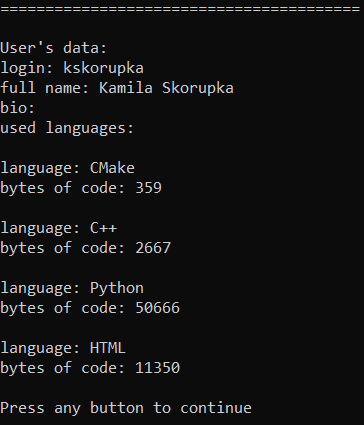 ========================================
User's data:
login: kskorupka
full name: Kamila Skorupka
bio:
used languages:
language: CMake
bytes of code: 359
language: C++
bytes of code: 2667
language: Python
bytes of code: 50666
language: HTML
bytes of code: 11350
Press any button to continue